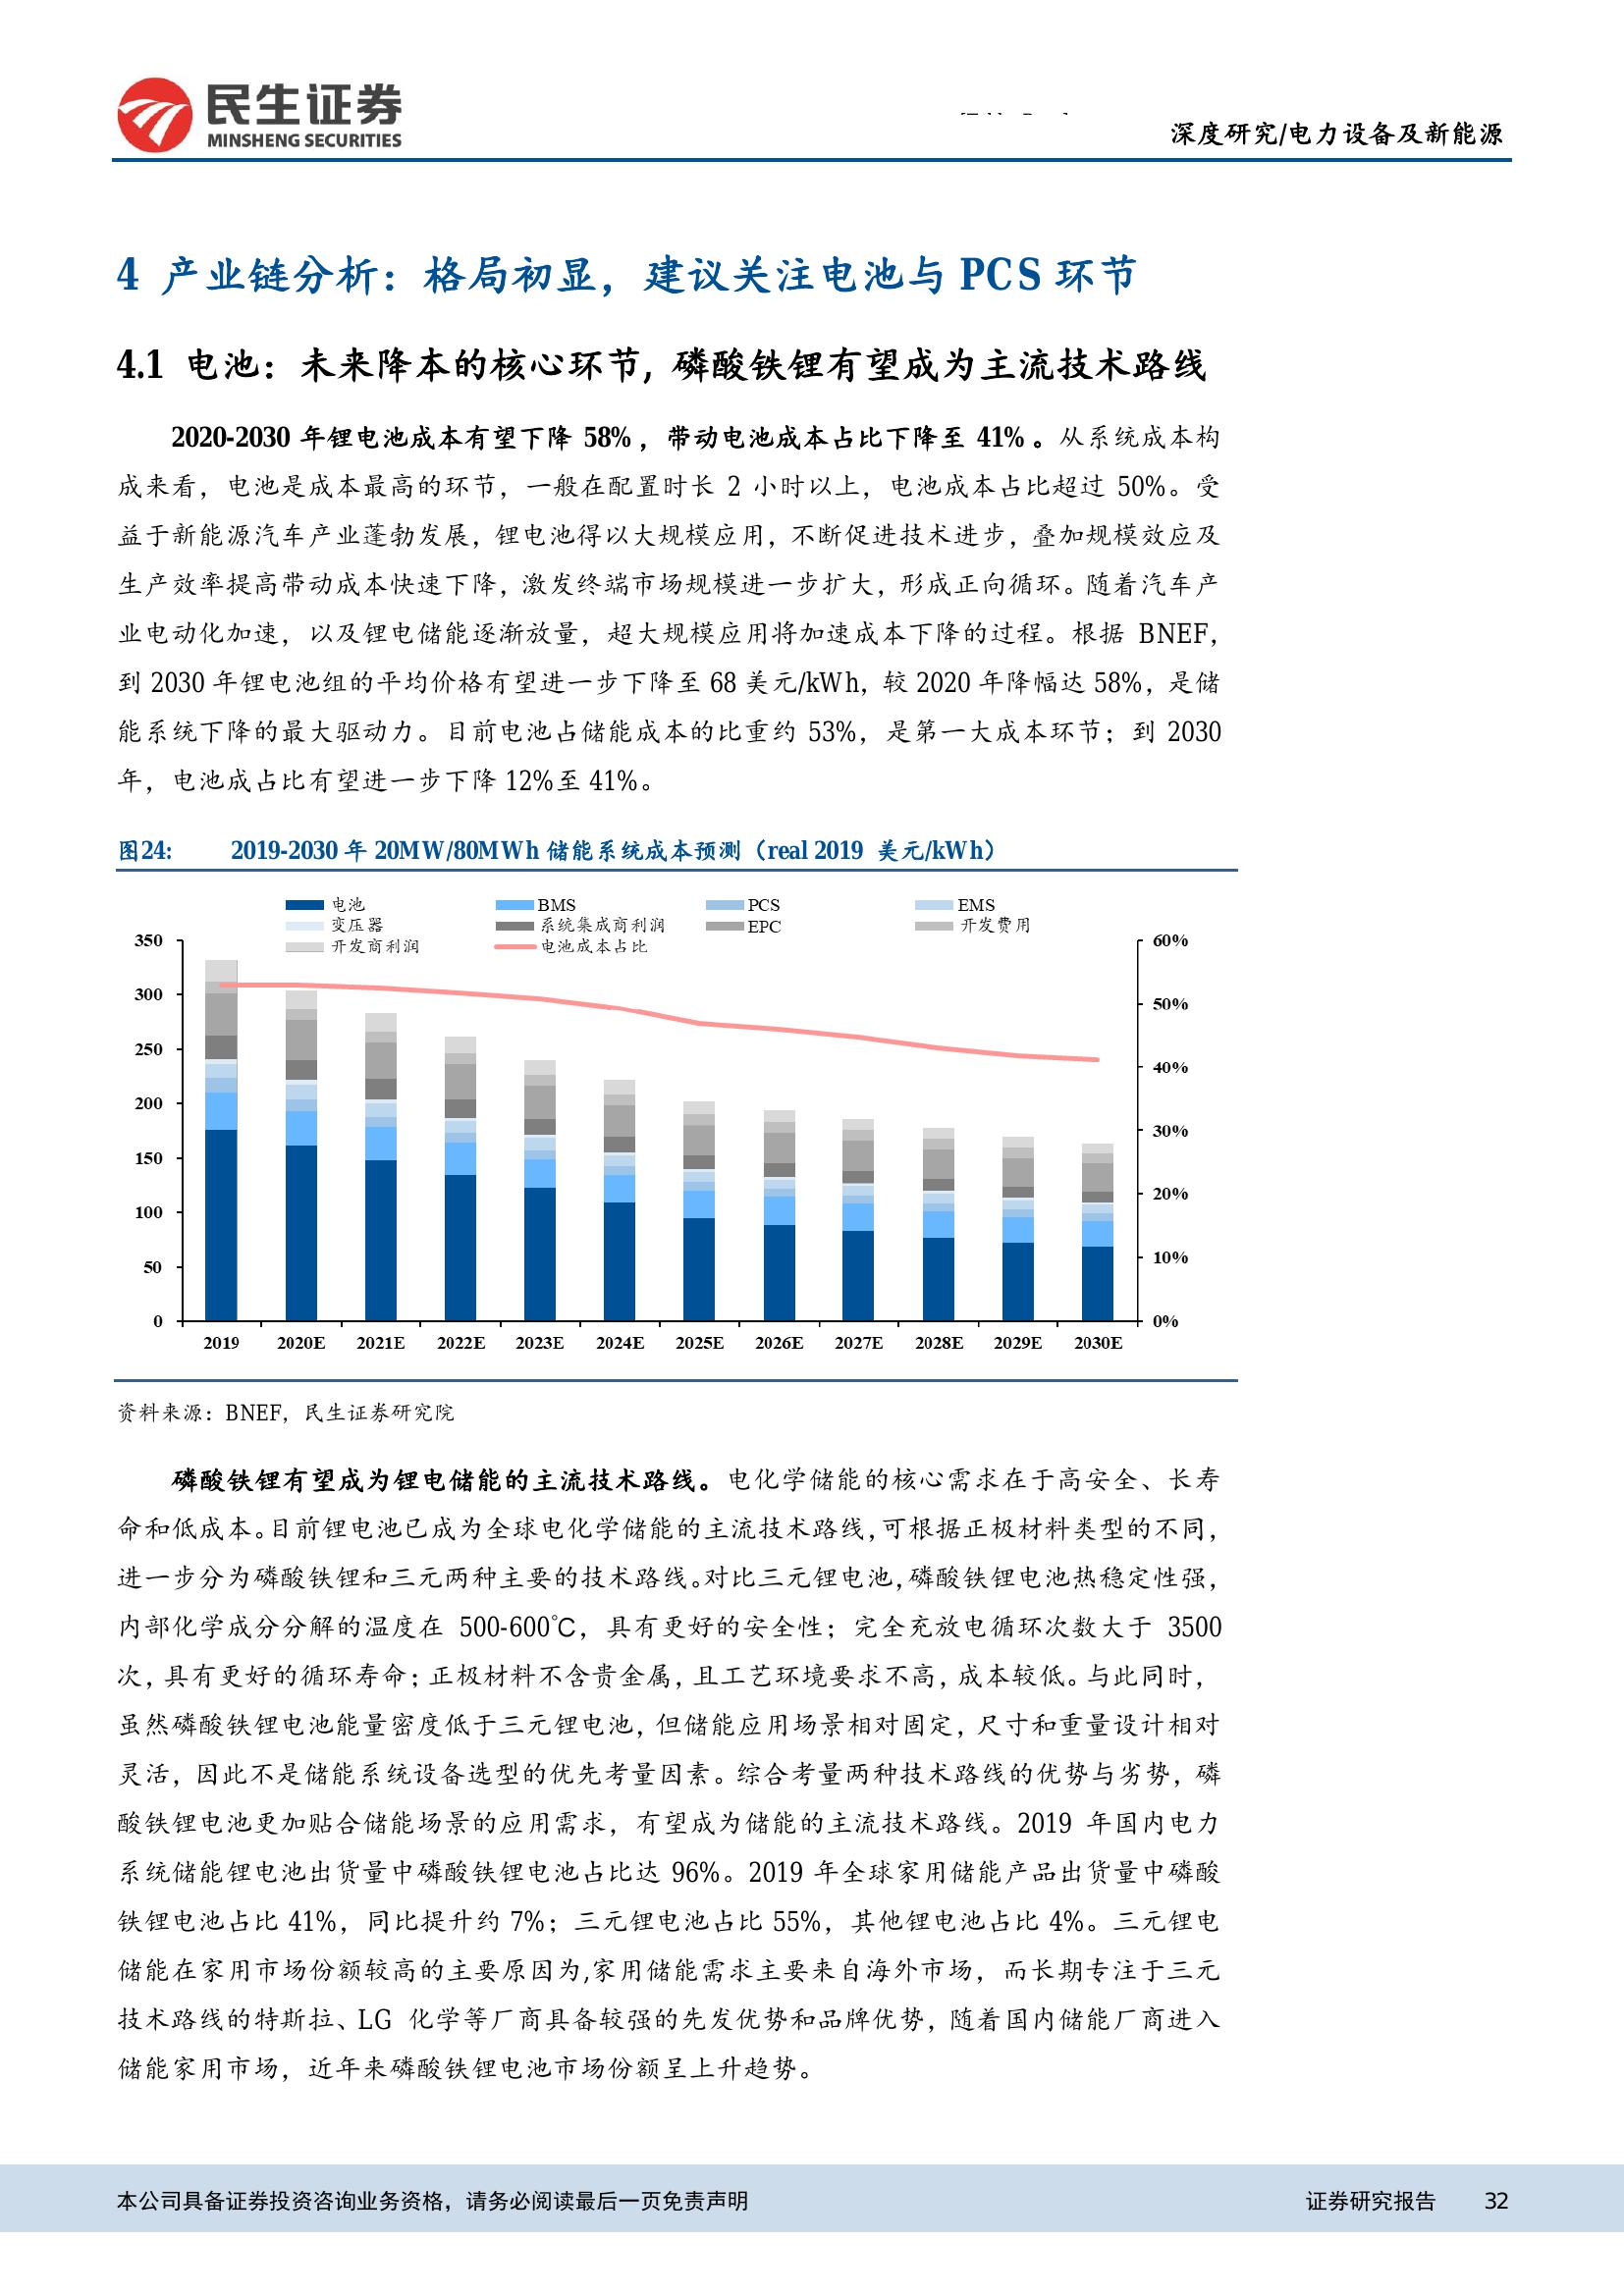 民生证券
MINSHENG SECURITIES
深度研究/电力设备及新能源
4 产业链分析：格局初显，建议关注电池与 PCS 环节
4.1 电池：未来降本的核心环节, 磷酸铁锂有望成为主流技术路线
2020-2030 年锂电池成本有望下降 58%，带动电池成本占比下降至 41%。从系统成本构
成来看，电池是成本最高的环节，一般在配置时长 2 小时以上，电池成本占比超过 50%。受
益于新能源汽车产业蓬勃发展，锂电池得以大规模应用，不断促进技术进步，叠加规模效应及
生产效率提高带动成本快速下降，激发终端市场规模进一步扩大，形成正向循环。随着汽车产
业电动化加速，以及锂电储能逐渐放量，超大规模应用将加速成本下降的过程。根据 BNEF，
到 2030 年锂电池组的平均价格有望进一步下降至 68 美元/kWh，较 2020 年降幅达 58%，是储
能系统下降的最大驱动力。目前电池占储能成本的比重约 53%，是第一大成本环节；到 2030
年，电池成占比有望进一步下降 12%至 41%。
图24: 2019-2030 年 20MW/80MWh 储能系统成本预测（real 2019 美元/kWh）
电池 BMS PCS EMS
变压器 系统集成商利润 EPC 开发费用
开发商利润 电池成本占比
350 60%
300 50%
250 40%
200 30%
150 20%
100 10%
50
0 0%
2019 2020E 2021E 2022E 2023E 2024E 2025E 2026E 2027E 2028E 2029E 2030E
资料来源：BNEF，民生证券研究院
磷酸铁锂有望成为锂电储能的主流技术路线。电化学储能的核心需求在于高安全、长寿
命和低成本。目前锂电池已成为全球电化学储能的主流技术路线，可根据正极材料类型的不同，
进一步分为磷酸铁锂和三元两种主要的技术路线。对比三元锂电池，磷酸铁锂电池热稳定性强，
内部化学成分分解的温度在 500-600℃，具有更好的安全性；完全充放电循环次数大于 3500
次，具有更好的循环寿命；正极材料不含贵金属，且工艺环境要求不高，成本较低。与此同时，
虽然磷酸铁锂电池能量密度低于三元锂电池，但储能应用场景相对固定，尺寸和重量设计相对
灵活，因此不是储能系统设备选型的优先考量因素。综合考量两种技术路线的优势与劣势，磷
酸铁锂电池更加贴合储能场景的应用需求，有望成为储能的主流技术路线。2019 年国内电力
系统储能锂电池出货量中磷酸铁锂电池占比达 96%。2019 年全球家用储能产品出货量中磷酸
铁锂电池占比 41%，同比提升约 7%；三元锂电池占比 55%，其他锂电池占比 4%。三元锂电
储能在家用市场份额较高的主要原因为,家用储能需求主要来自海外市场，而长期专注于三元
技术路线的特斯拉、LG 化学等厂商具备较强的先发优势和品牌优势，随着国内储能厂商进入
储能家用市场，近年来磷酸铁锂电池市场份额呈上升趋势。
本公司具备证券投资咨询业务资格，请务必阅读最后一页免责声明 证券研究报告 32